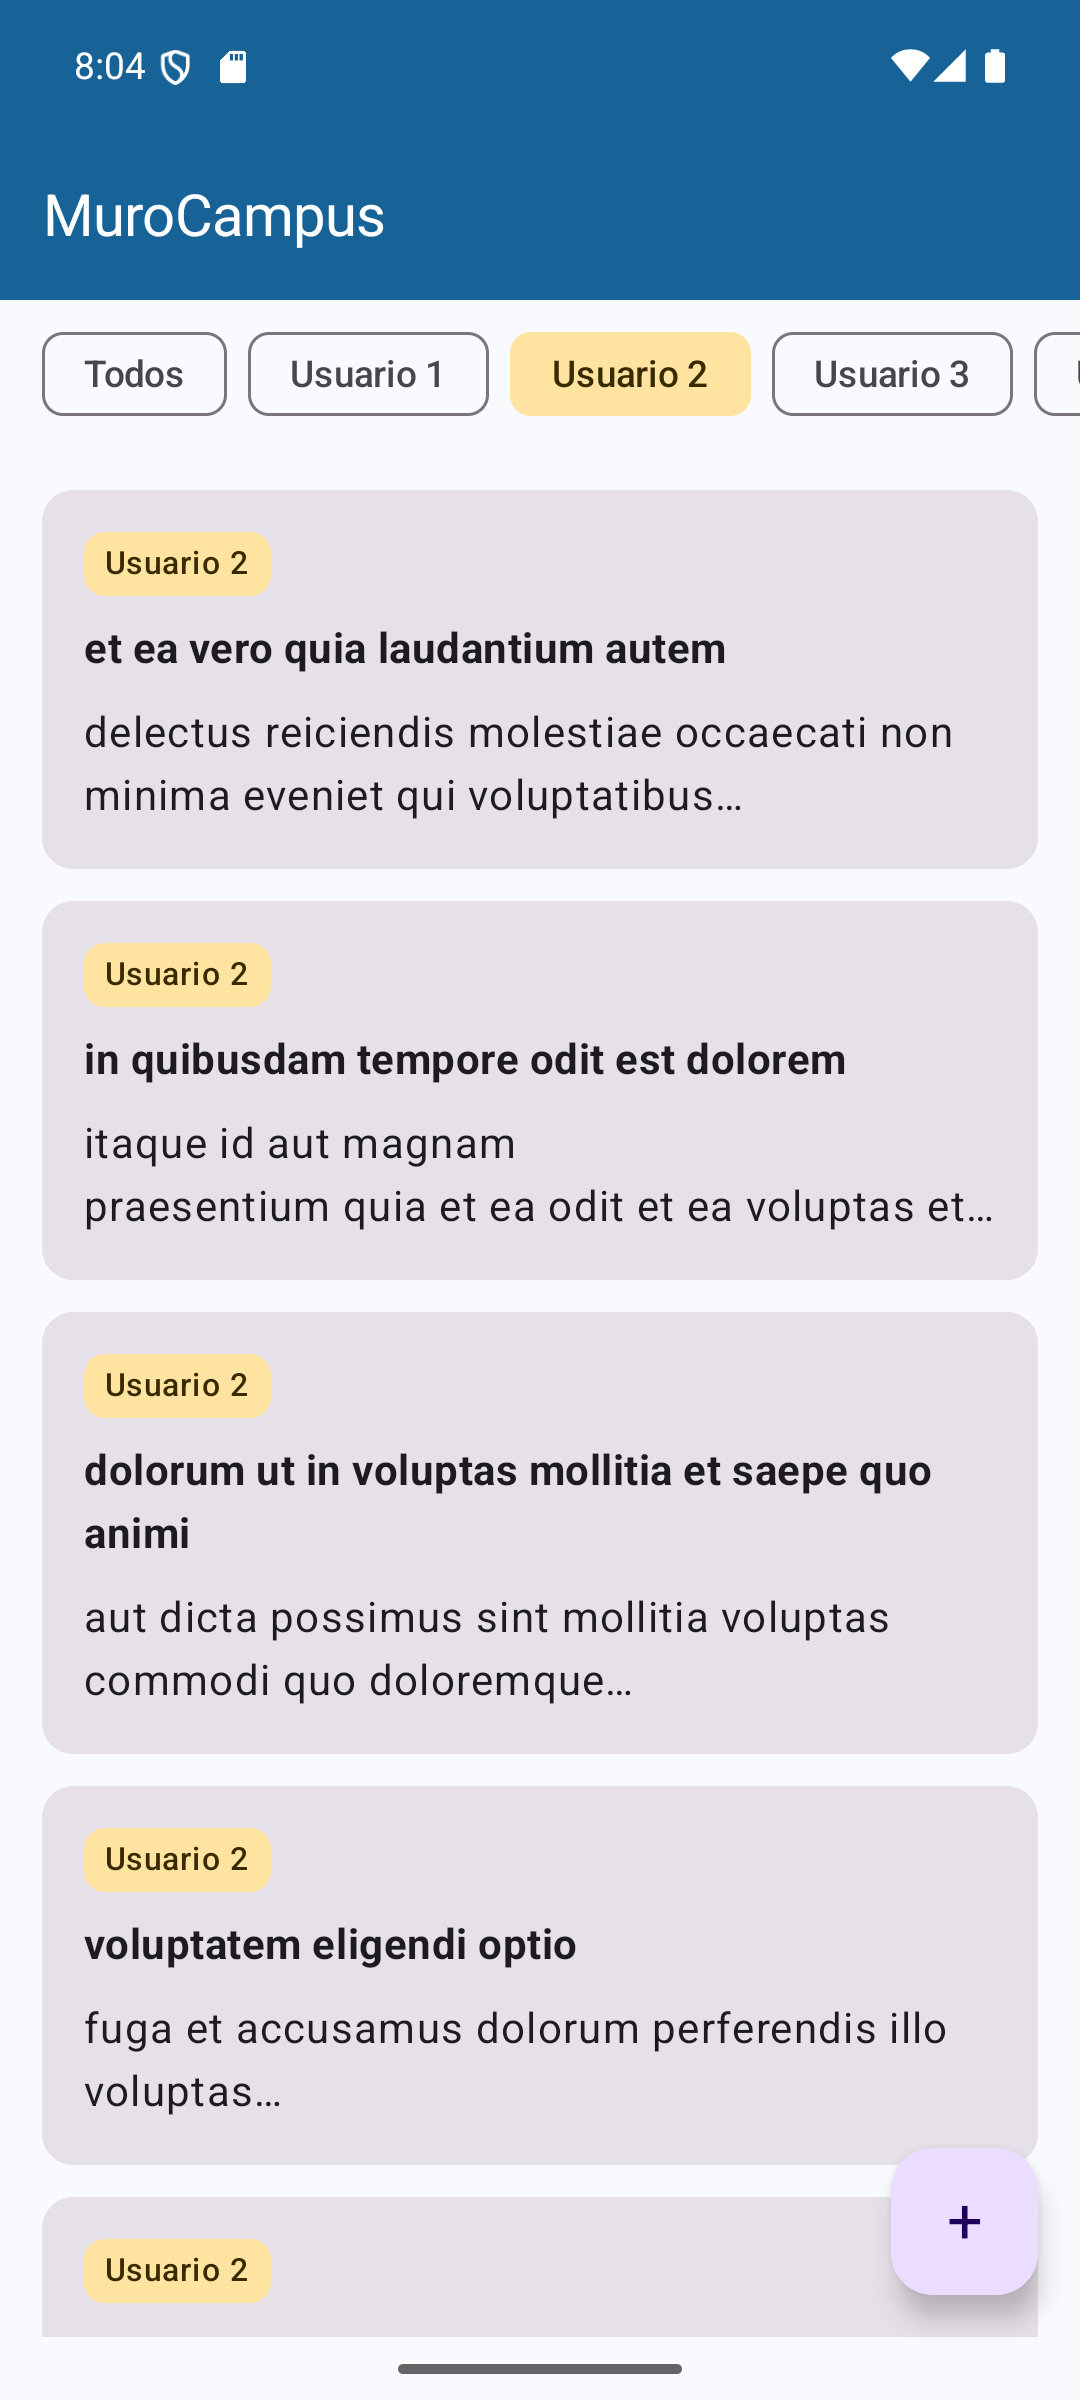 8:04
MuroCampus
Todos Usuario 1 Usuario 2 Usuario 3
Usuario 2
et ea vero quia laudantium autem
delectus reiciendis molestiae occaecati non
minima eveniet qui voluptatibus…
Usuario 2
in quibusdam tempore odit est dolorem
itaque id aut magnam
praesentium quia et ea odit et ea voluptas et…
Usuario 2
dolorum ut in voluptas mollitia et saepe quo
animi
aut dicta possimus sint mollitia voluptas
commodi quo doloremque…
Usuario 2
voluptatem eligendi optio
fuga et accusamus dolorum perferendis illo
voluptas…
Usuario 2
+